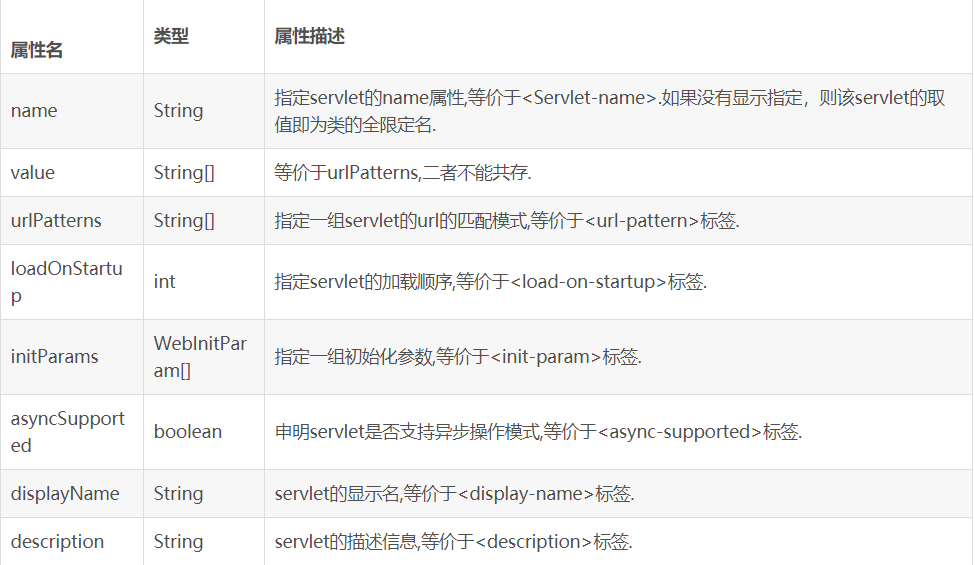 属性名 类型 属性描述
name String 指定servlet的name属性,等价于<Servlet-name>.如果没有显示指定，则该servlet的取
值即为类的全限定名.
value String[] 等价于urlPatterns,二者不能共存.
urlPatterns String[] 指定一组servlet的url的匹配模式,等价于<url-pattern>标签.
loadOnStartu
p int 指定servlet的加载顺序,等价于<load-on-startup>标签.
initParams WebInitPar
am[] 指定一组初始化参数,等价于<init-param>标签.
asyncSupport
ed boolean 申明servlet是否支持异步操作模式,等价于<async-supported>标签.
displayName String servlet的显示名,等价于<display-name>标签.
description String servlet的描述信息,等价于<description>标签.